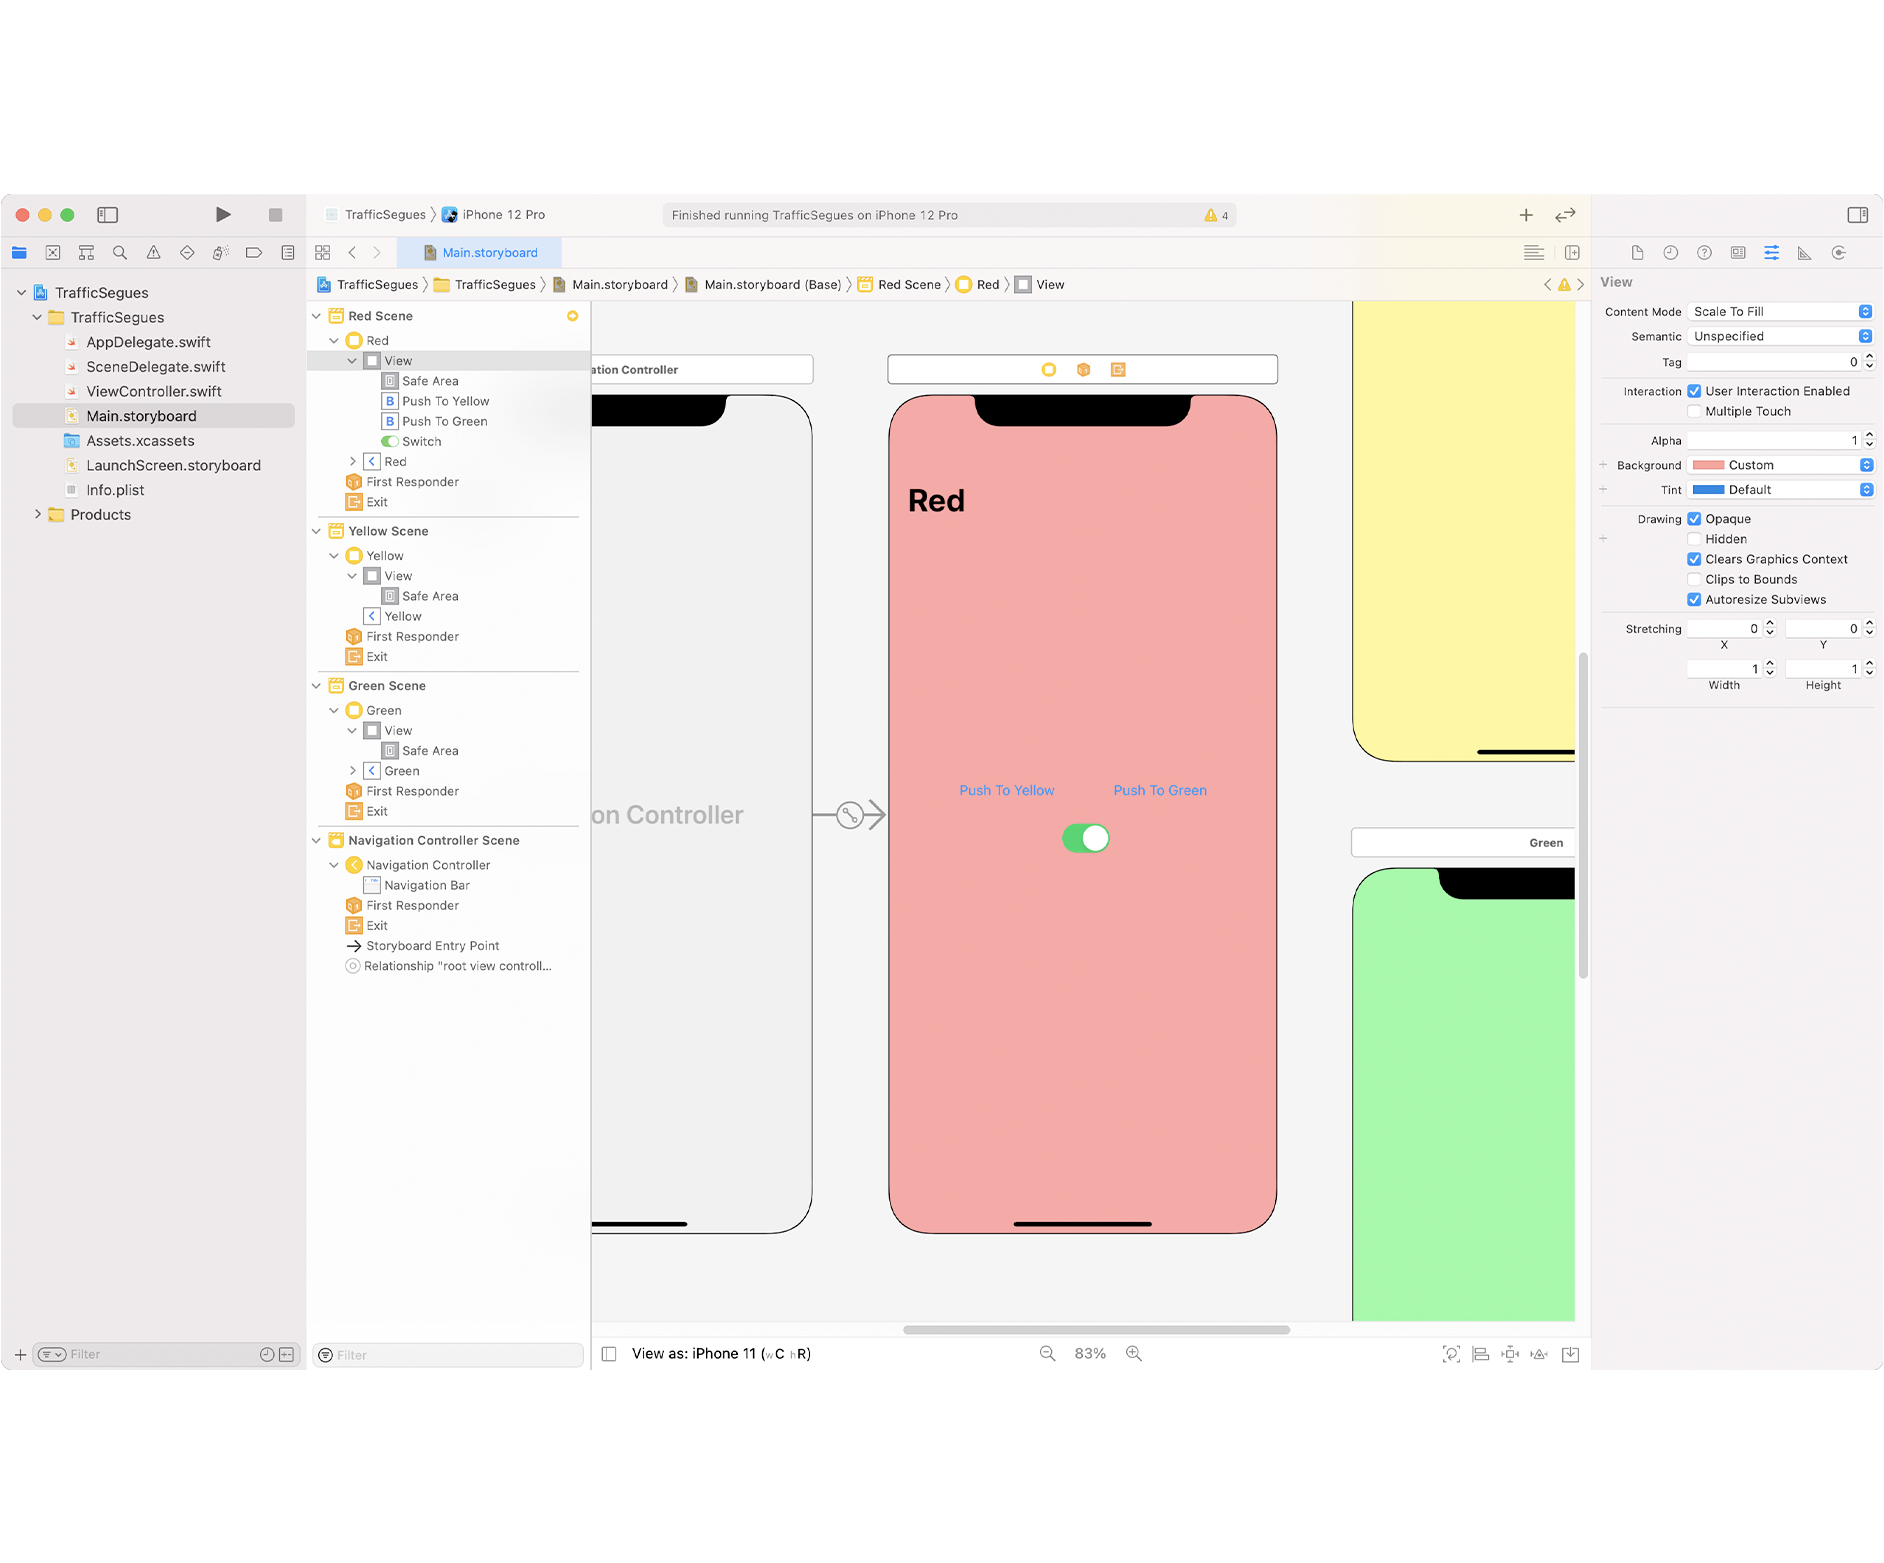 TrafficSegues
iPhone 12 Pro
Finished running TrafficSegues on iPhone 12 Pro
4
Main.storyboard
TrafficSegues
TrafficSegues
Main.storyboard
Main.storyboard (Base)
Red Scene
Red
View
TrafficSegues
TrafficSegues
AppDelegate.swift
SceneDelegate.swift
ViewController.swift
Main.storyboard
Assets.xcassets
LaunchScreen.storyboard
Info.plist
Products
Filter
Red Scene
Red
View
Safe Area
B Push To Yellow
B Push To Green
Switch
Red
First Responder
Exit
Yellow Scene
Yellow
View
Safe Area
Yellow
First Responder
Exit
Green Scene
Green
View
Safe Area
Green
First Responder
Exit
Navigation Controller Scene
Navigation Controller
Navigation Bar
First Responder
Exit
Storyboard Entry Point
Relationship "root view controll...
Filter
ation Controller
on Controller
Red
Push To Yellow
Push To Green
Green
View as: iPhone 11 (wC hR)
83%
View
Content Mode Scale To Fill
Semantic Unspecified
Tag 0
Interaction User Interaction Enabled
Multiple Touch
Alpha 1
Background Custom
Tint Default
Drawing Opaque
Hidden
Clears Graphics Context
Clips to Bounds
Autoresize Subviews
Stretching 0 0
X Y
1 1
Width Height